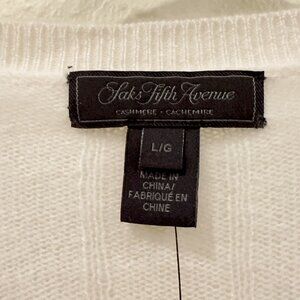 Saks Fifth Avenue
CASHMERE • CACHEMIRE
L/G
MADE IN
CHINA/
FABRIQUÉ EN
CHINE